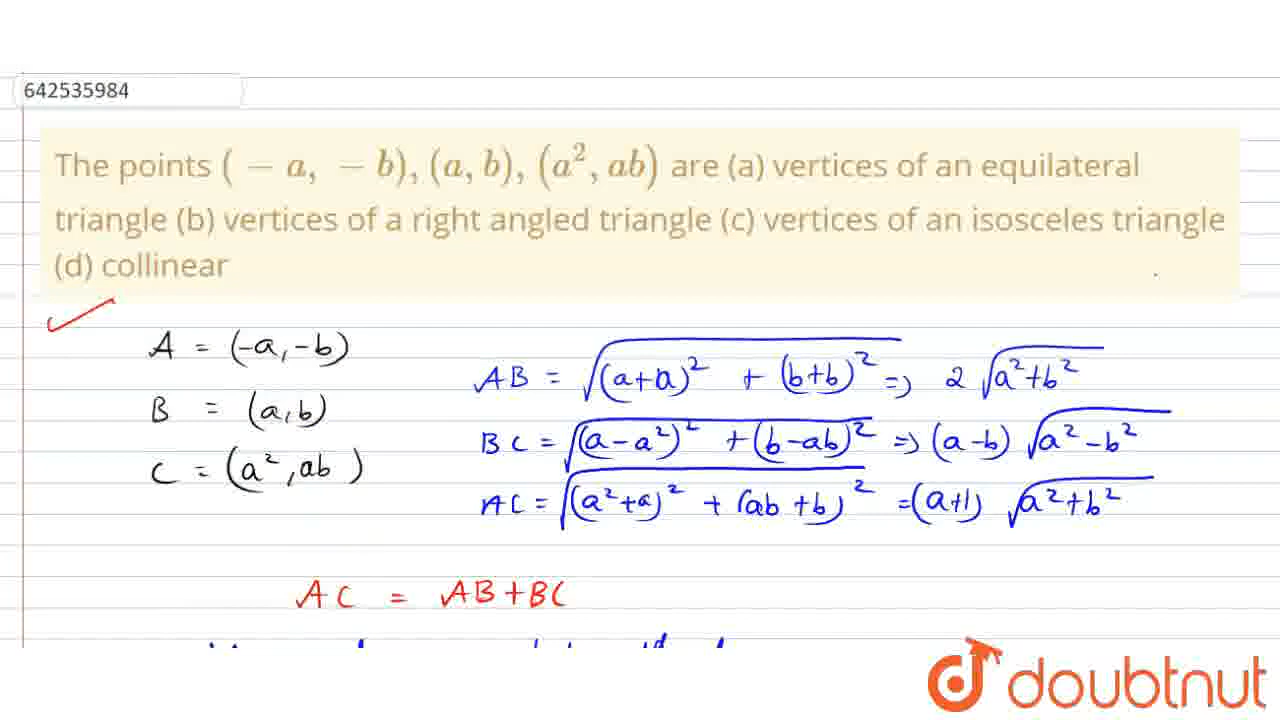 642535984
The points (−a, −b), (a, b), (a², ab) are (a) vertices of an equilateral
triangle (b) vertices of a right angled triangle (c) vertices of an isosceles triangle
(d) collinear
A = (-a, -b)
B = (a, b)
C = (a², ab)
AB = √((a+a)² + (b+b)²) => 2 √(a²+b²)
BC = √((a-a²)² + (b-ab)²) => (a-b) √(a²-b²)
AC = √((a²+a)² + (ab+b)²) = (a+1) √(a²+b²)
AC = AB+BC
doubtnut